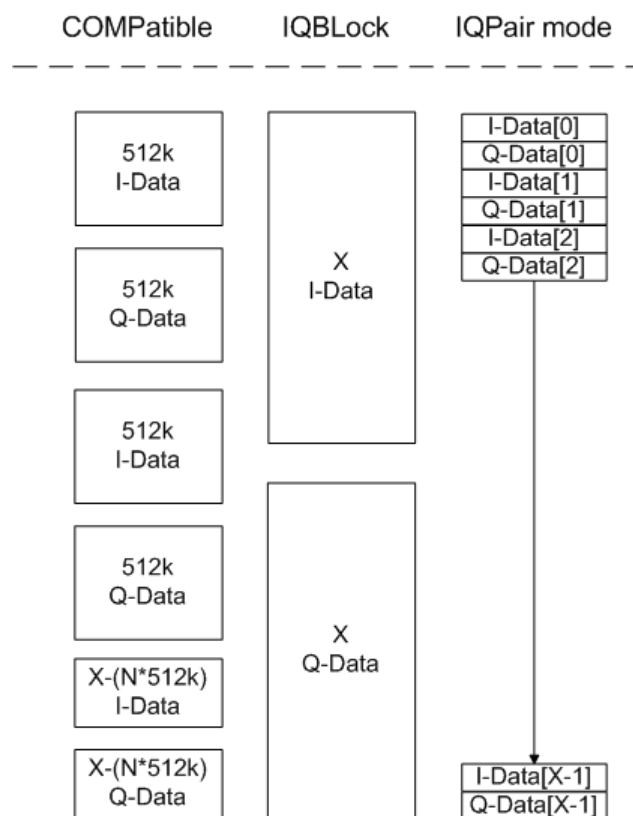 COMPatible IQBLock IQPair mode
512k
I-Data
512k
Q-Data
512k
I-Data
512k
Q-Data
X-(N*512k)
I-Data
X-(N*512k)
Q-Data
X
I-Data
X
Q-Data
I-Data[0]
Q-Data[0]
I-Data[1]
Q-Data[1]
I-Data[2]
Q-Data[2]
I-Data[X-1]
Q-Data[X-1]